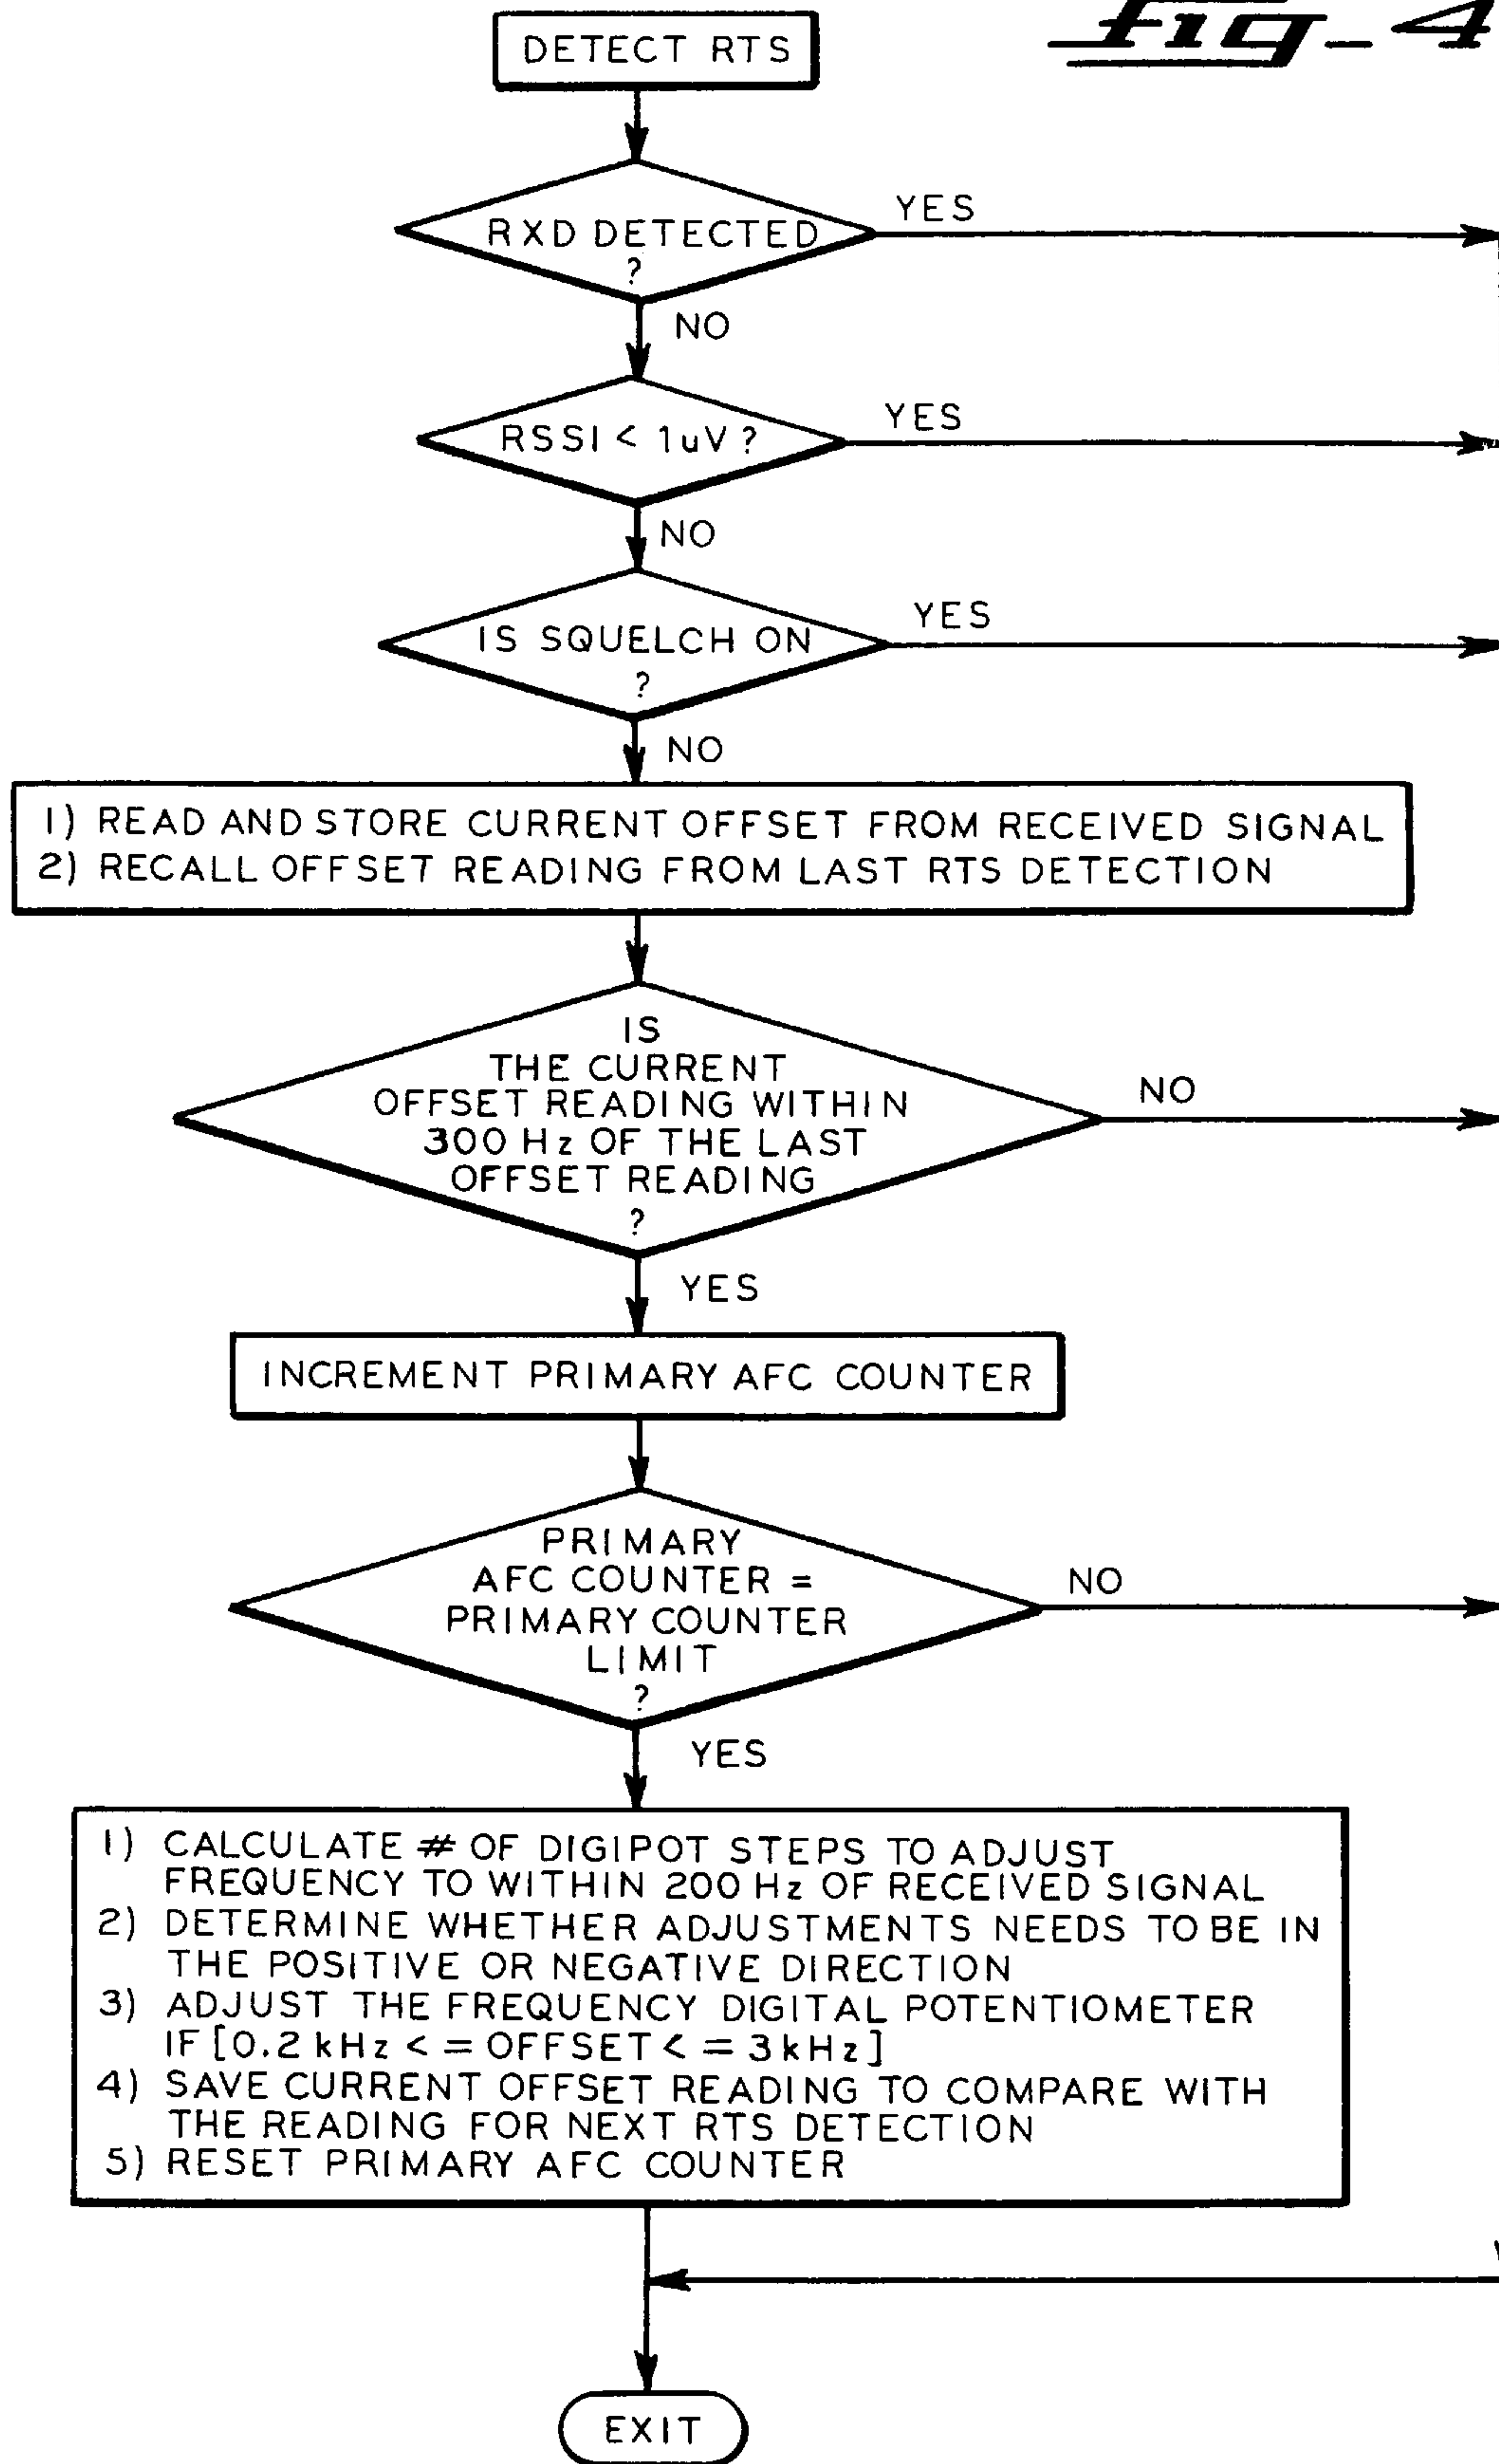 fig-4
DETECT RTS
RXD DETECTED
?
YES
NO
RSSI < 1uV ?
YES
NO
IS SQUELCH ON
?
YES
NO
1) READ AND STORE CURRENT OFFSET FROM RECEIVED SIGNAL
2) RECALL OFFSET READING FROM LAST RTS DETECTION
IS
THE CURRENT
OFFSET READING WITHIN
300 Hz OF THE LAST
OFFSET READING
?
NO
YES
INCREMENT PRIMARY AFC COUNTER
PRIMARY
AFC COUNTER =
PRIMARY COUNTER
LIMIT
?
NO
YES
1) CALCULATE # OF DIGIPOT STEPS TO ADJUST
FREQUENCY TO WITHIN 200 Hz OF RECEIVED SIGNAL
2) DETERMINE WHETHER ADJUSTMENTS NEEDS TO BE IN
THE POSITIVE OR NEGATIVE DIRECTION
3) ADJUST THE FREQUENCY DIGITAL POTENTIOMETER
IF [0.2 kHz < = OFFSET < = 3 kHz]
4) SAVE CURRENT OFFSET READING TO COMPARE WITH
THE READING FOR NEXT RTS DETECTION
5) RESET PRIMARY AFC COUNTER
EXIT